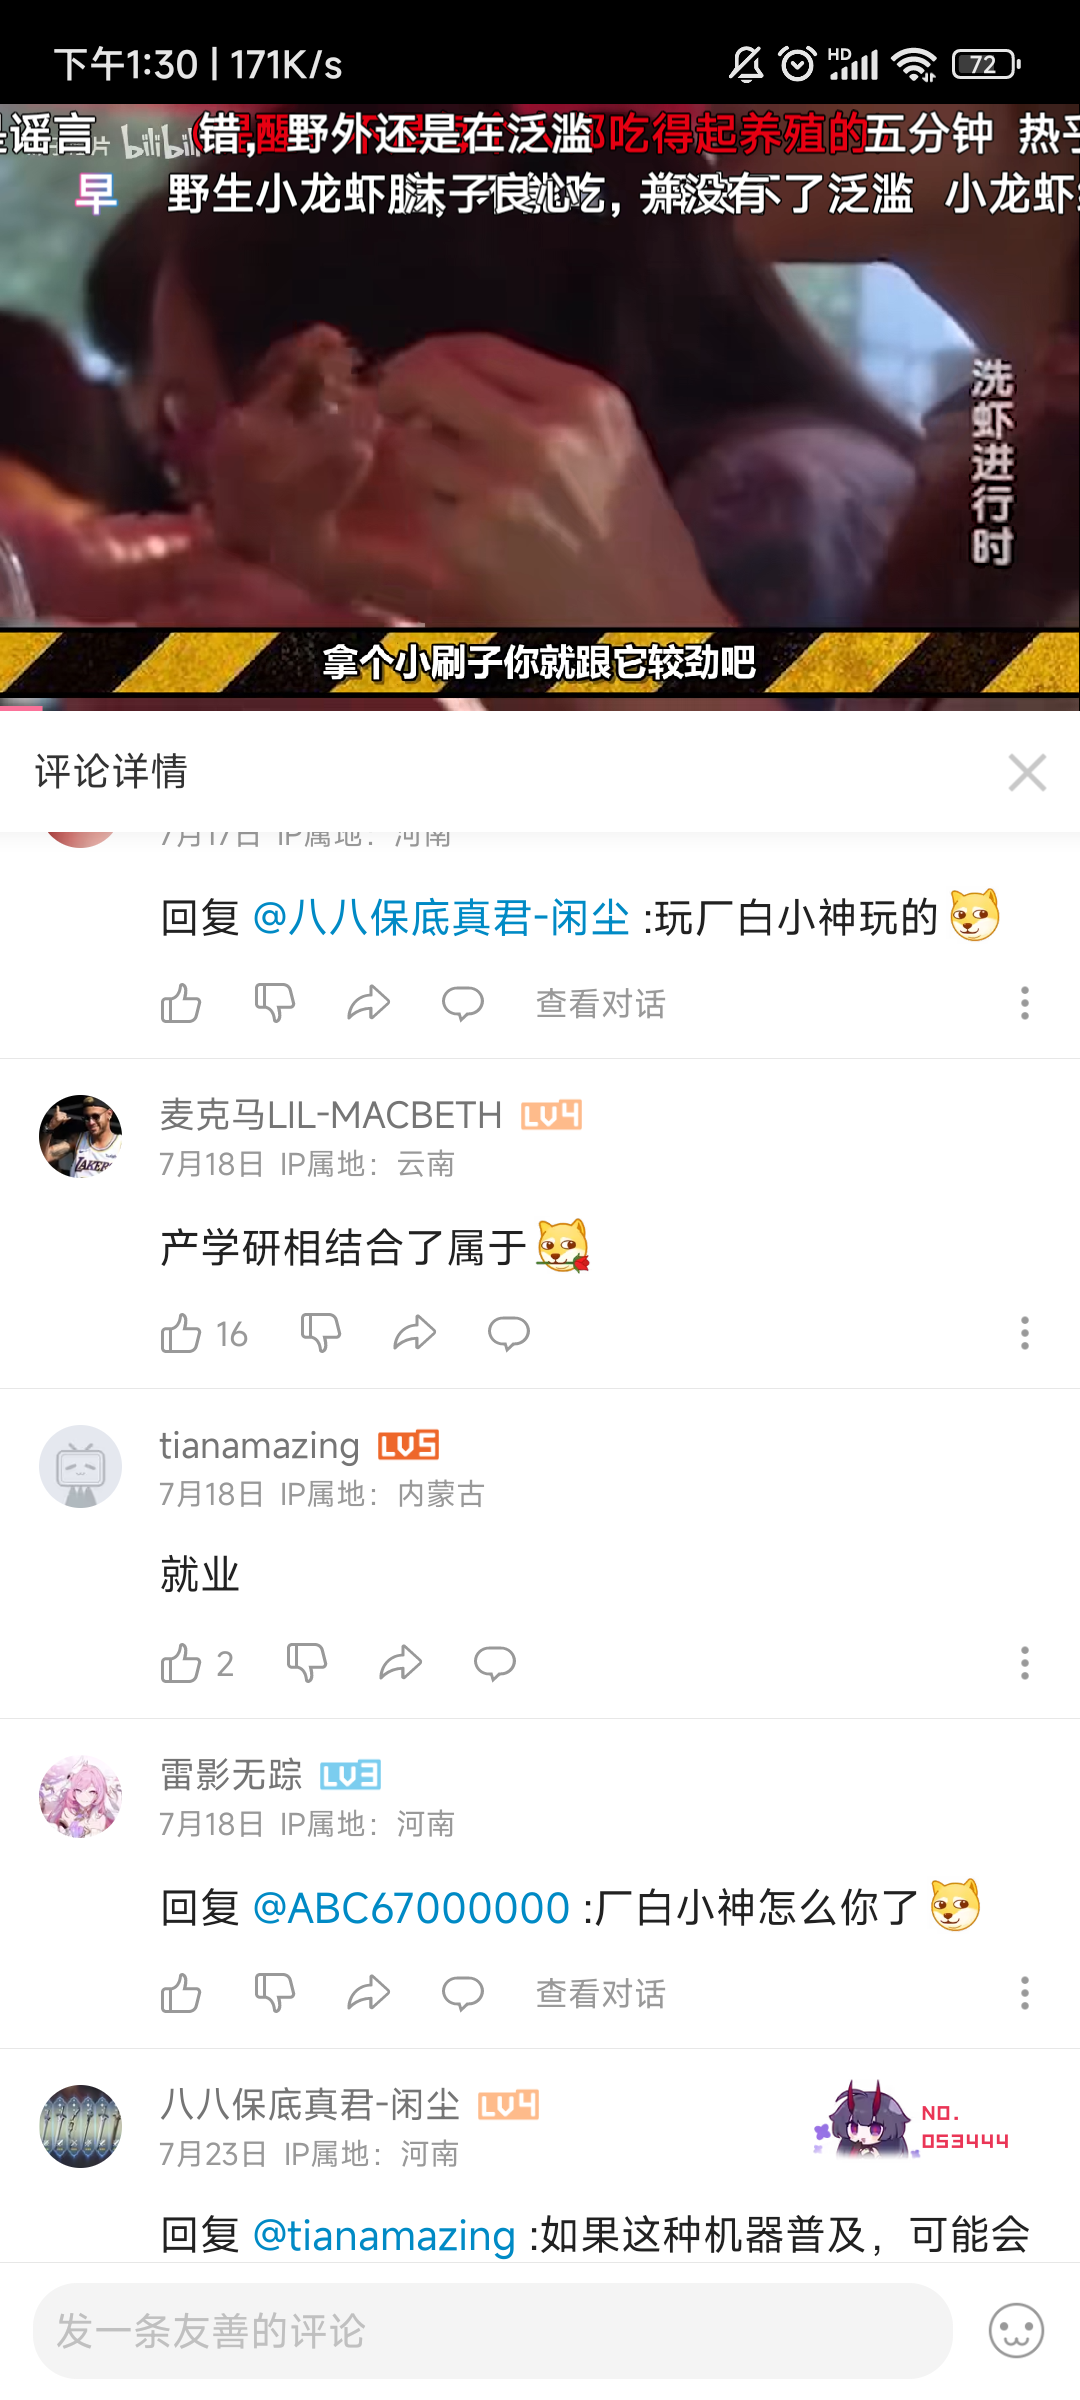 下午1:30 | 171K/s
HD
72
谣言 错，野外还是在泛滥 吃得起养殖的 五分钟 热乎
bilibili
早 野生小龙虾 并没有 了泛滥 小龙虾
洗虾进行时
拿个小刷子你就跟它较劲吧
评论详情
7月17日 IP属地：河南
回复 @八八保底真君-闲尘 :玩厂白小神玩的
查看对话
麦克马LIL-MACBETH LV4
7月18日 IP属地：云南
产学研相结合了属于
16
tianamazing LV5
7月18日 IP属地：内蒙古
就业
2
雷影无踪 LV3
7月18日 IP属地：河南
回复 @ABC67000000 :厂白小神怎么你了
查看对话
八八保底真君-闲尘 LV4
NO.
053444
7月23日 IP属地：河南
回复 @tianamazing :如果这种机器普及，可能会
发一条友善的评论